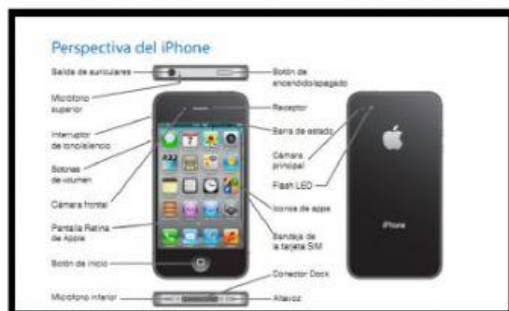 Perspectiva del iPhone
Salida de auriculares
Micrófono
superior
Interruptor
de tono/silencio
Botones
de volumen
Cámara frontal
Pantalla Retina
de Apple
Botón de inicio
Micrófono inferior
Botón de
encendido/apagado
Receptor
Barra de estado
Cámara
principal
Flash LED
Iconos de apps
Bandeja de
la tarjeta SIM
Conector Dock
Altavoz
iPhone